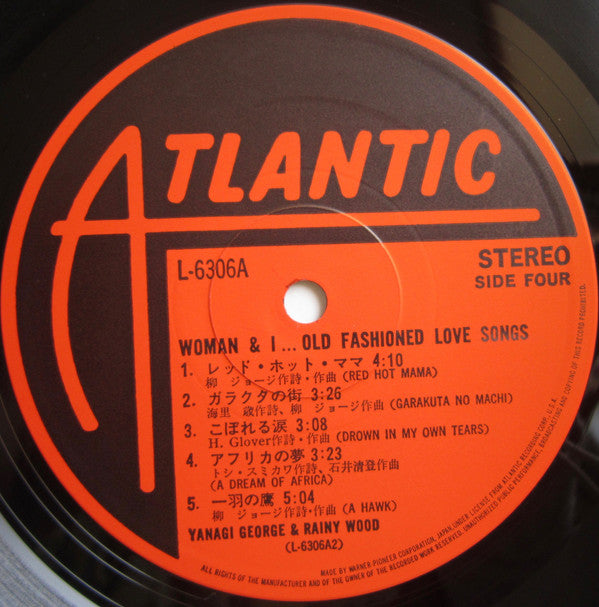 ATLANTIC
L-6306A
STEREO
SIDE FOUR
WOMAN & I ... OLD FASHIONED LOVE SONGS
1. レッド・ホット・ママ 4:10
柳 ジョージ作詩・作曲 (RED HOT MAMA)
2. ガラクタの街 3:26
海里 歳作詩、柳 ジョージ作曲 (GARAKUTA NO MACHI)
3. こぼれる涙 3:08
H. Glover作詩・作曲 (DROWN IN MY OWN TEARS)
4. アフリカの夢 3:23
トシ・スミカワ作詩、石井清登作曲
(A DREAM OF AFRICA)
5. 一羽の鷹 5:04
柳 ジョージ作詩・作曲 (A HAWK)
YANAGI GEORGE & RAINY WOOD
(L-6306A2)
MADE BY WARNER-PIONEER CORPORATION, JAPAN, UNDER LICENSE FROM ATLANTIC RECORDING CORP., U.S.A.
ALL RIGHTS OF THE MANUFACTURER AND OF THE OWNER OF THE RECORDED WORK RESERVED. UNAUTHORIZED PUBLIC PERFORMANCE, BROADCASTING AND COPYING OF THIS RECORD PROHIBITED.